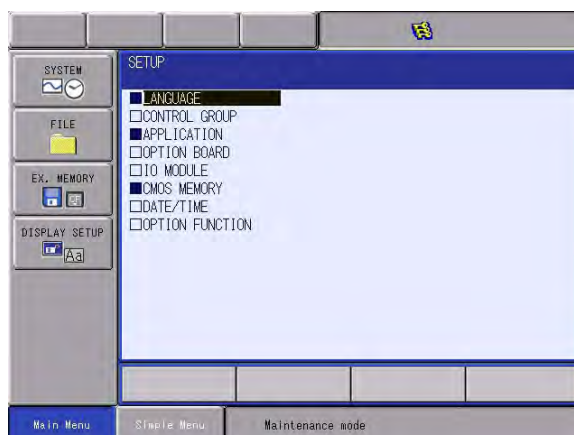 SETUP
SYSTEM
LANGUAGE
CONTROL GROUP
APPLICATION
OPTION BOARD
IO MODULE
CMOS MEMORY
DATE/TIME
OPTION FUNCTION
FILE
EX. MEMORY
DISPLAY SETUP
Aa
Main Menu
Simple Menu
Maintenance mode